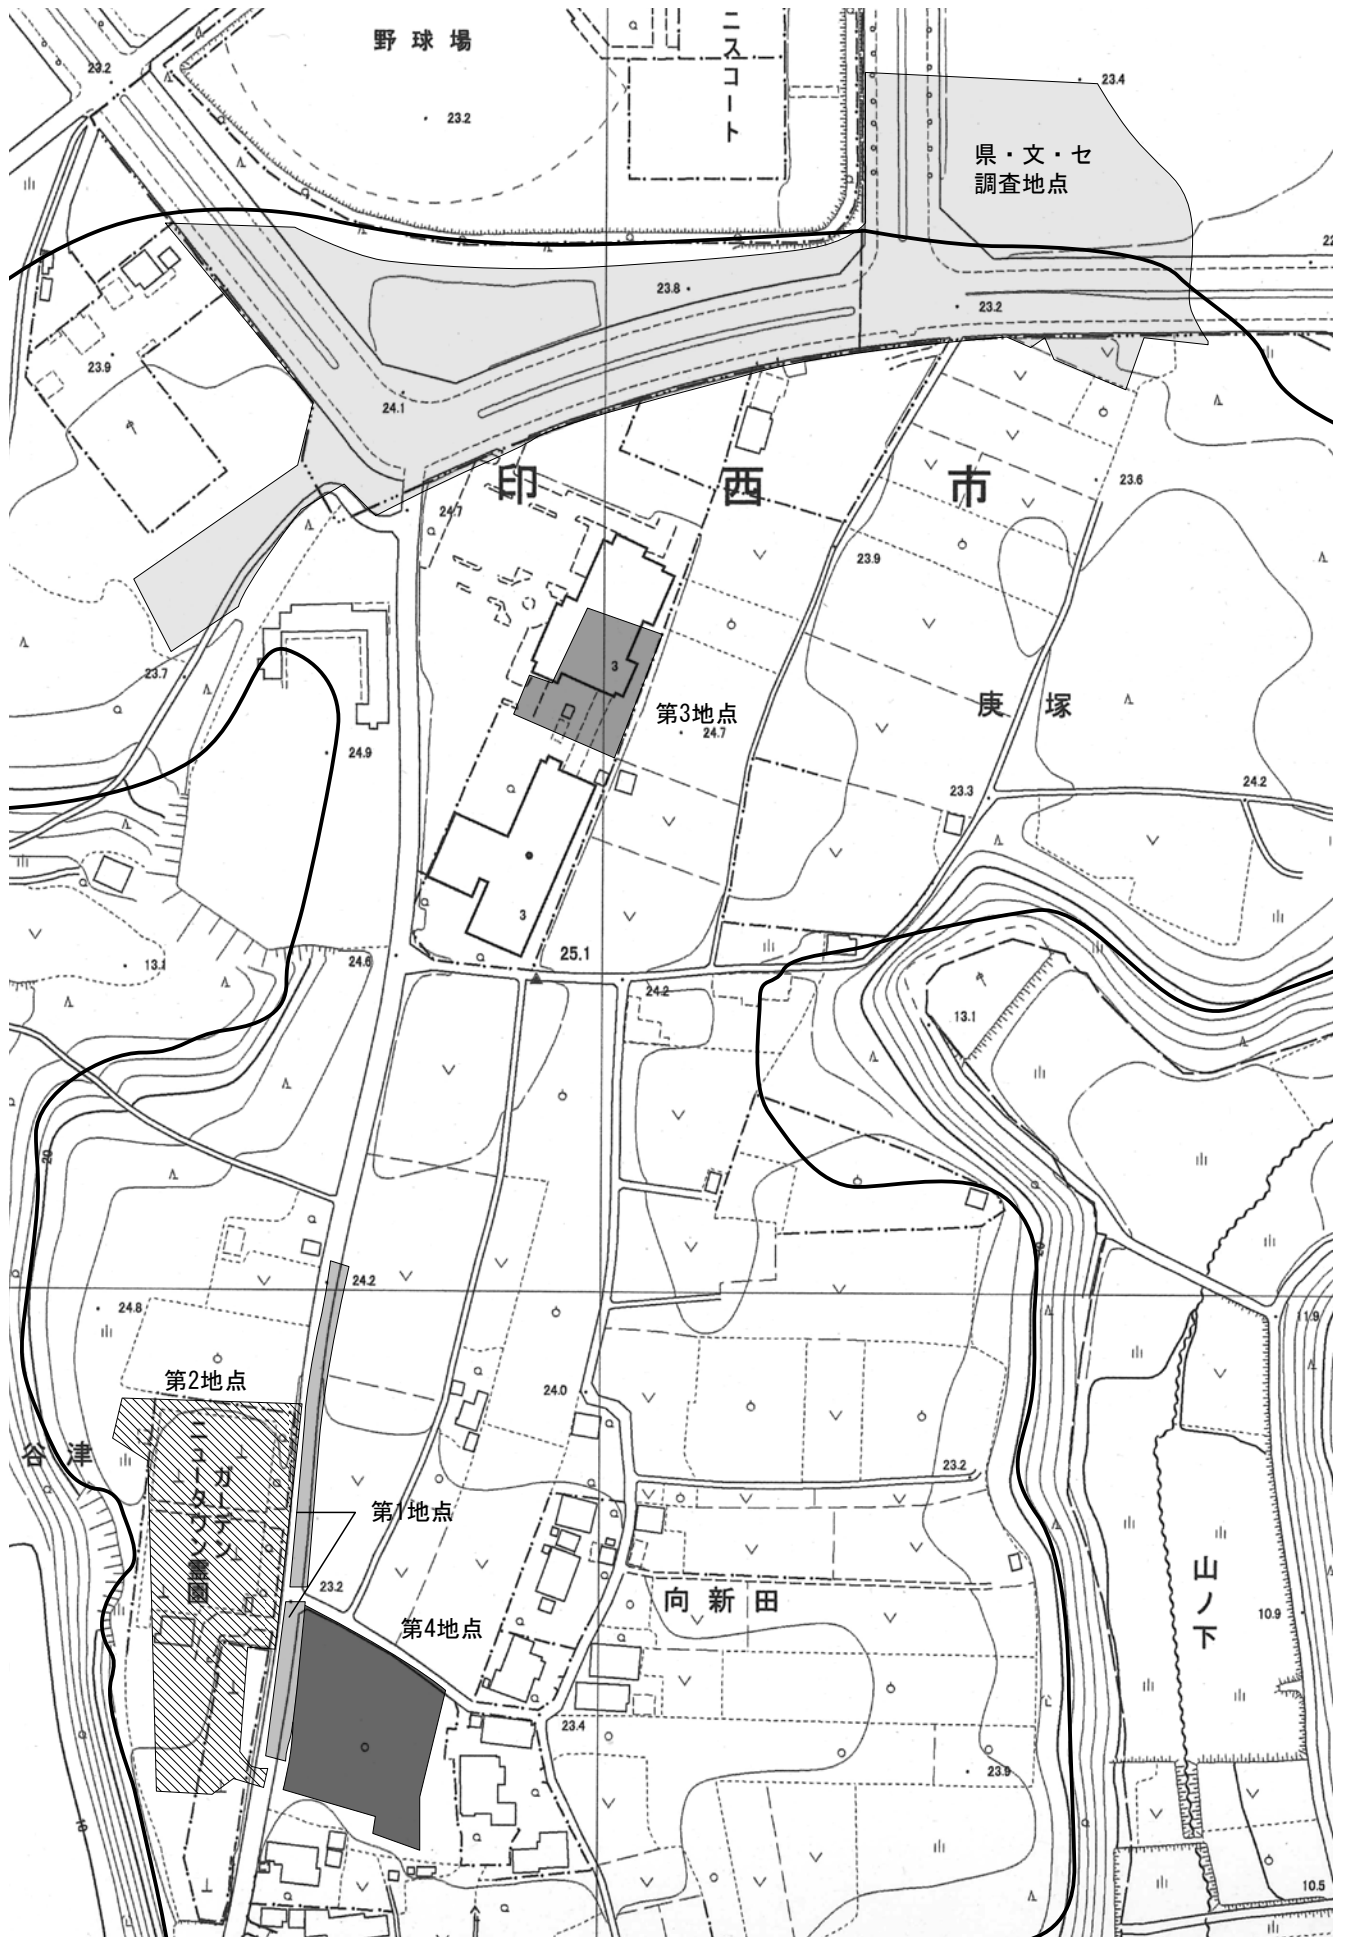 野球場
ニスコート
23.2
23.2
23.4
県・文・セ
調査地点
23.8
23.2
23.9
24.1
印西市
24.7
23.6
23.9
3
23.7
第3地点
24.7
庚塚
24.9
23.3
24.2
3
25.1
24.6
13.1
24.2
13.1
20
24.2
24.8
11.9
第2地点
24.0
谷津
ガーデン
ニュータウン霊園
23.2
第1地点
23.2
向新田
山ノ下
10.9
第4地点
23.4
23.9
10.5